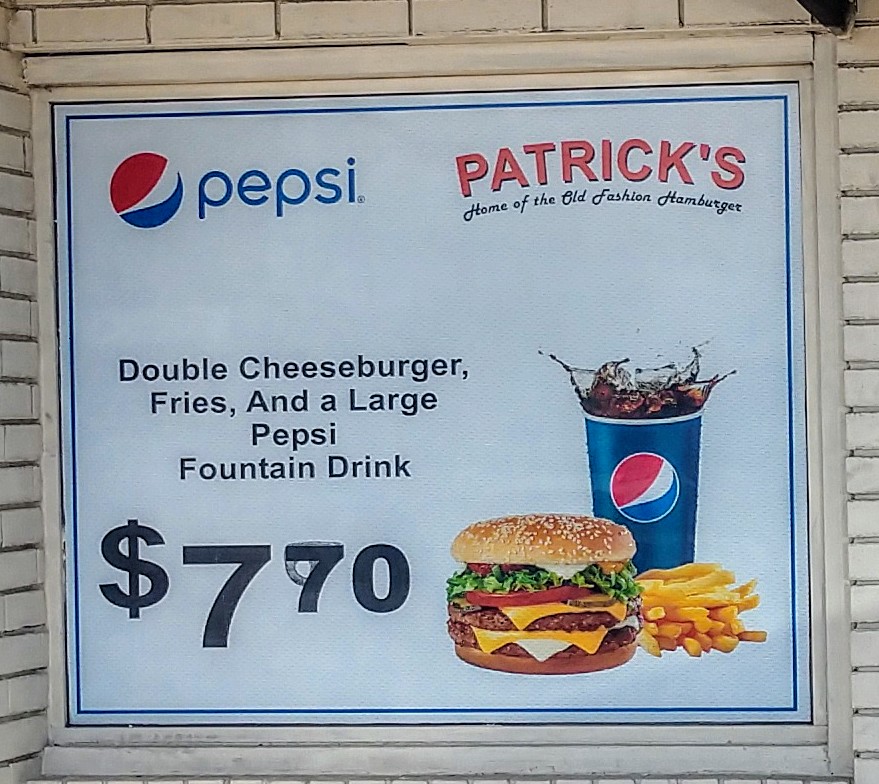 pepsi
PATRICK'S
Home of the Old Fashion Hamburger
Double Cheeseburger,
Fries, And a Large
Pepsi
Fountain Drink
$770